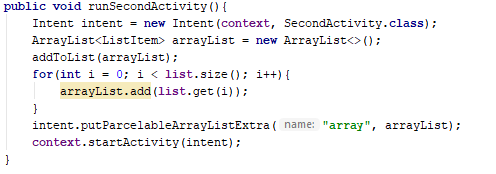 public void runSecondActivity(){
    Intent intent = new Intent(context, SecondActivity.class);
    ArrayList<ListItem> arrayList = new ArrayList<>();
    addToList(arrayList);
    for(int i = 0; i < list.size(); i++){
        arrayList.add(list.get(i));
    }
    intent.putParcelableArrayListExtra( name: "array", arrayList);
    context.startActivity(intent);
}